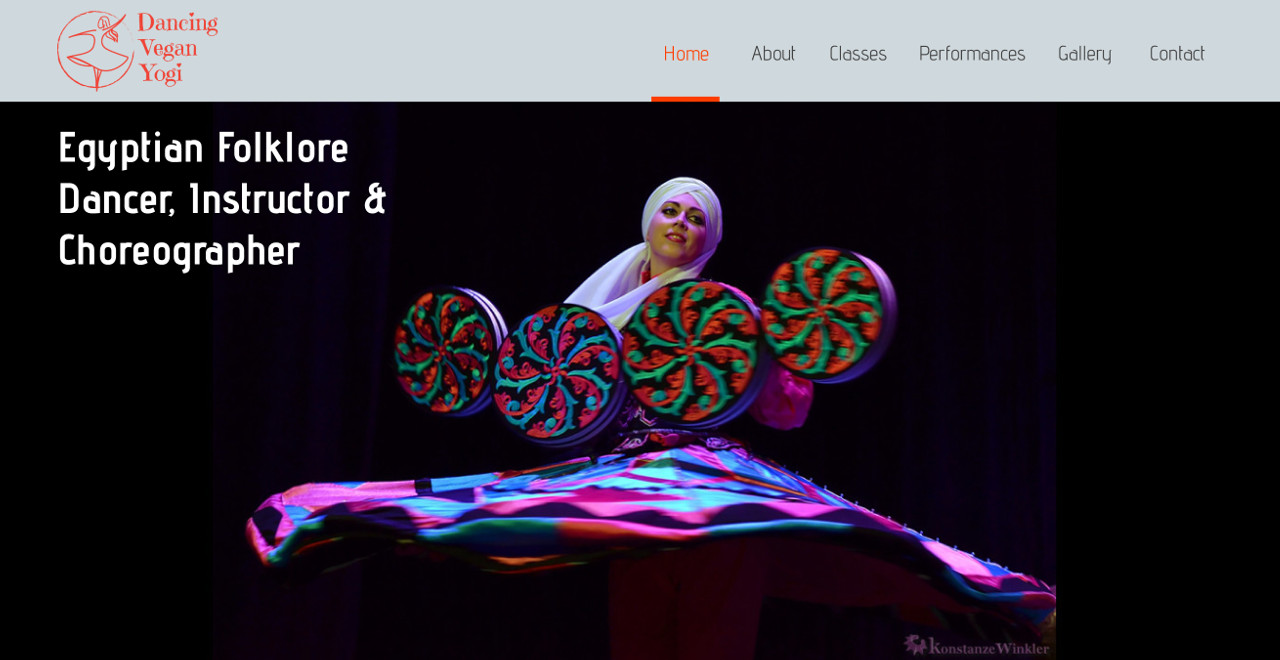 Dancing
Vegan
Yogi
Home About Classes Performances Gallery Contact
Egyptian Folklore
Dancer, Instructor &
Choreographer
KonstanzeWinkler